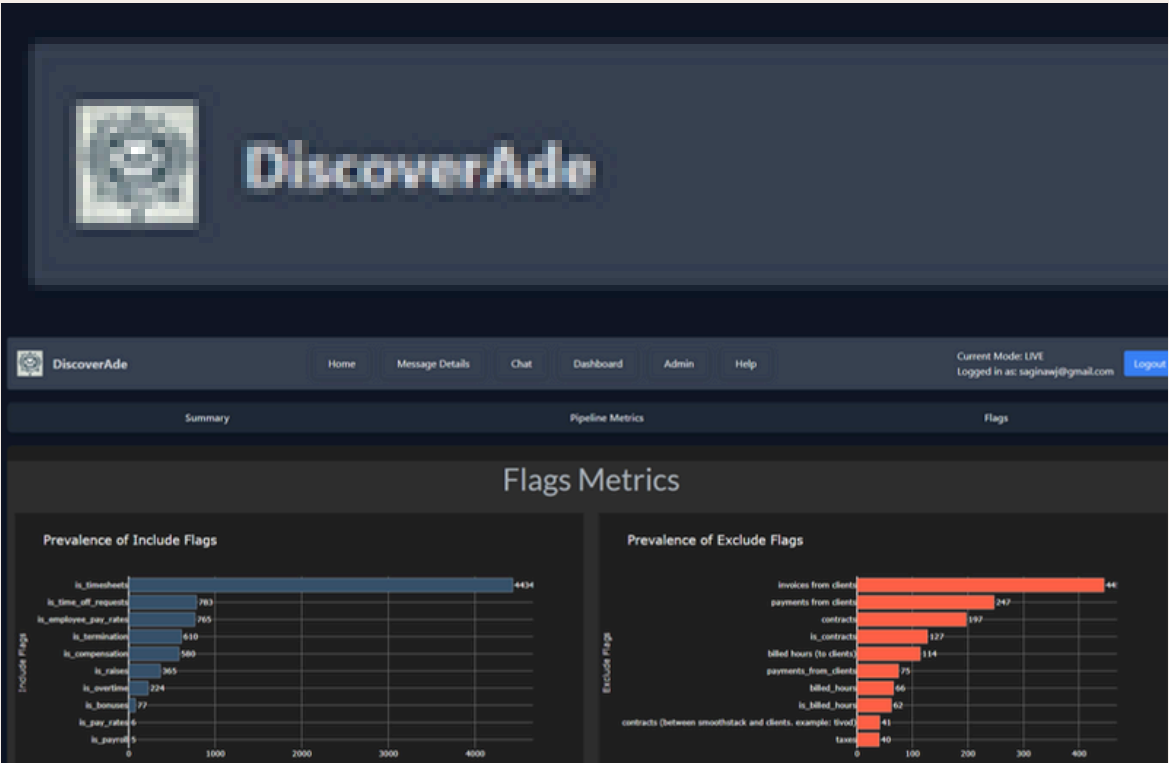 DiscoverAde
DiscoverAde
Home
Message Details
Chat
Dashboard
Admin
Help
Current Mode: LIVE
Logged in as: saginawj@gmail.com
Logout
Summary
Pipeline Metrics
Flags
Flags Metrics
Prevalence of Include Flags
Include Flags
is_timesheets 4434
is_time_off_requests 783
is_employee_pay_rates 765
is_termination 610
is_compensation 580
is_raises 365
is_overtime 224
is_bonuses 77
is_pay_rates 6
is_payroll 5
0 1000 2000 3000 4000
Prevalence of Exclude Flags
Exclude Flags
invoices from clients
payments from clients 247
contracts 197
is_contracts 127
billed hours (to clients) 114
payments_from_clients 75
billed_hours 66
is_billed_hours 62
contracts (between smoothstack and clients. example: tivod) 41
taxes 40
0 100 200 300 400